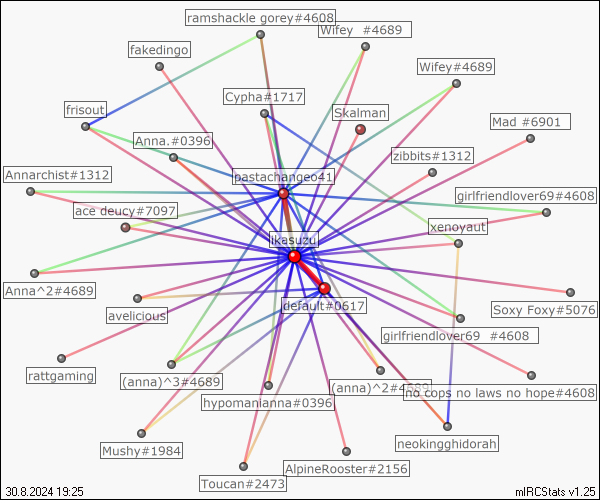 ramshackle gorey#4608
Wifey  #4689
fakedingo
Wifey#4689
Cypha#1717
frisout
Skalman
Mad #6901
Anna.#0396
zibbits#1312
Annarchist#1312
pastachangeo41
girlfriendlover69#4608
ace deucy#7097
xenoyaut
ikasuzu
Anna^2#4689
avelicious
default#0617
Soxy Foxy#5076
girlfriendlover69  #4608
rattgaming
(anna)^3#4689
(anna)^2#4689
no cops no laws no hope#4608
hypomanianna#0396
neokingghidorah
Mushy#1984
AlpineRooster#2156
Toucan#2473
30.8.2024 19:25
mIRCStats v1.25